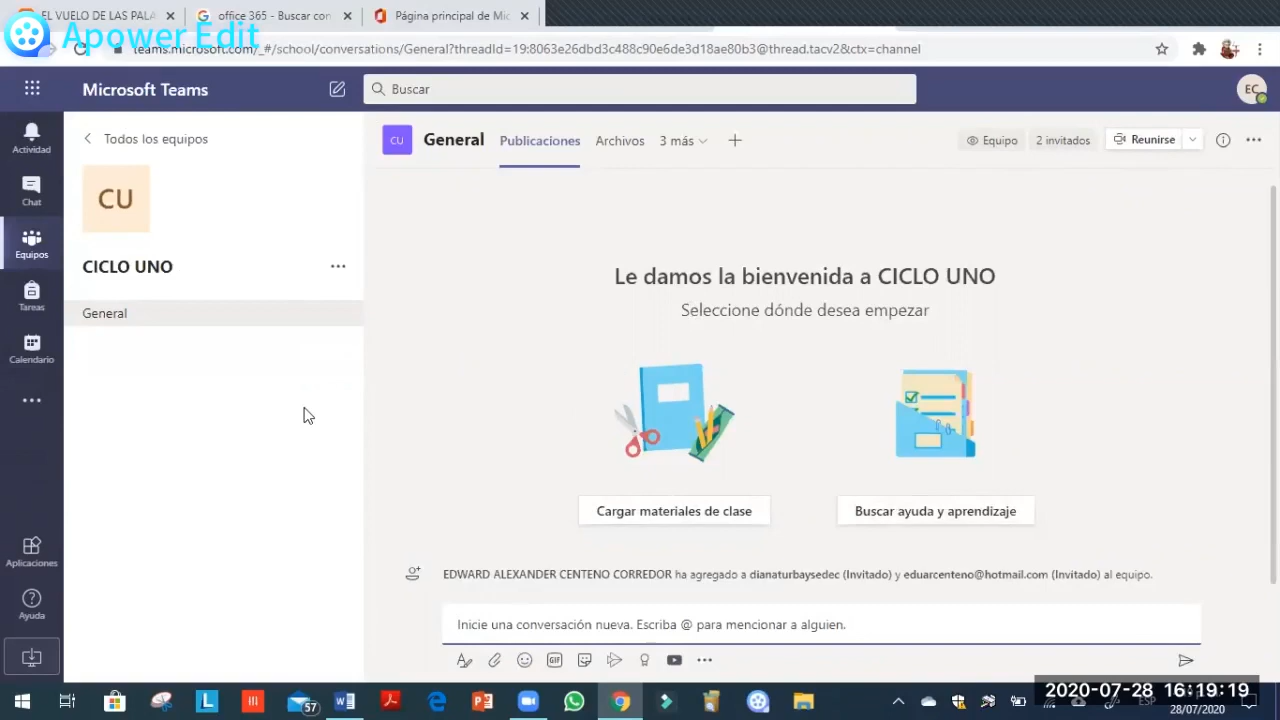 EL VUELO DE LAS PALA
office 365 - Buscar con
Página principal de Mic
Apower Edit
teams.microsoft.com/_#/school/conversations/General?threadId=19:8063e26dbd3c488c90e6de3d18ae80b3@thread.tacv2&ctx=channel
Microsoft Teams
Buscar
EC
Actividad
Chat
Equipos
Tareas
Calendario
Aplicaciones
Ayuda
Todos los equipos
CU
CICLO UNO
General
CU
General
Publicaciones
Archivos
3 más
Equipo
2 invitados
Reunirse
Le damos la bienvenida a CICLO UNO
Seleccione dónde desea empezar
Cargar materiales de clase
Buscar ayuda y aprendizaje
EDWARD ALEXANDER CENTENO CORREDOR ha agregado a dianaturbaysedec (Invitado) y eduarcenteno@hotmail.com (Invitado) al equipo.
Inicie una conversación nueva. Escriba @ para mencionar a alguien.
GIF
57
ESP
2020-07-28 16:19:19
28/07/2020